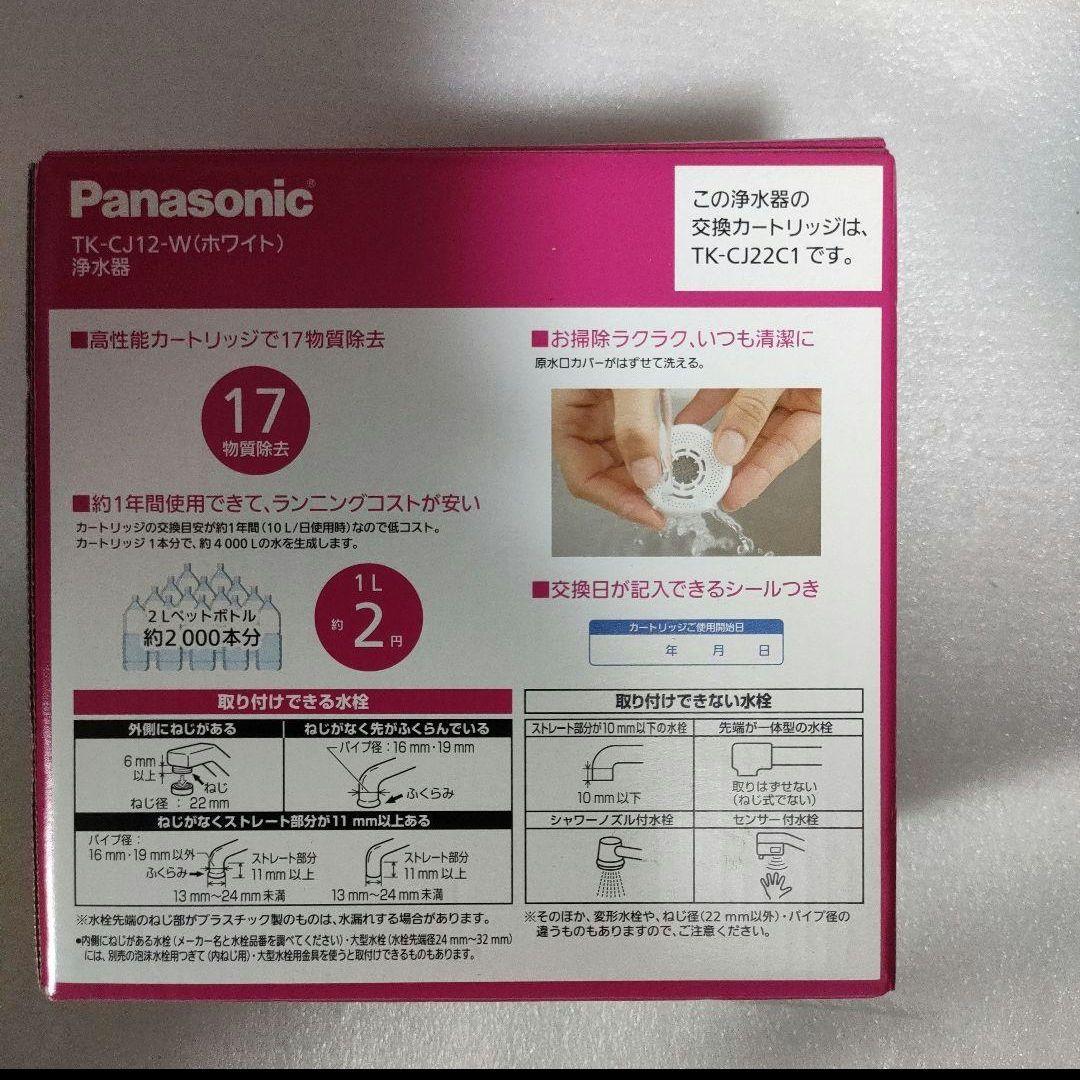 Panasonic®
TK-CJ12-W(ホワイト)
浄水器
この浄水器の
交換カートリッジは、
TK-CJ22C1です。
■高性能カートリッジで17物質除去
17
物質除去
■約1年間使用できて、ランニングコストが安い
カートリッジの交換目安が約1年間(10 L/日使用時)なので低コスト。
カートリッジ1本分で、約4 000 Lの水を生成します。
2 Lペットボトル
約2 000本分
1 L
約2円
■お掃除ラクラク、いつも清潔に
原水口カバーがはずせて洗える。
■交換日が記入できるシールつき
カートリッジご使用開始日
年 月 日
取り付けできる水栓
外側にねじがある
6 mm
以上
ねじ
ねじ径 : 22 mm
ねじがなく先がふくらんでいる
パイプ径:16 mm・19 mm
ふくらみ
ねじがなくストレート部分が11 mm以上ある
パイプ径:
16 mm・19 mm以外
ふくらみ
ストレート部分
11 mm以上
13 mm~24 mm未満
ストレート部分
11 mm以上
13 mm~24 mm未満
※水栓先端のねじ部がプラスチック製のものは、水漏れする場合があります。
●内側にねじがある水栓(メーカー名と水栓品番を調べてください)・大型水栓(水栓先端径24 mm~32 mm)
には、別売の泡沫水栓用つぎて(内ねじ用)・大型水栓用金具を使うと取付けできるものもあります。
取り付けできない水栓
ストレート部分が10 mm以下の水栓
10 mm以下
先端が一体型の水栓
取りはずせない
(ねじ式でない)
シャワーノズル付水栓
センサー付水栓
※そのほか、変形水栓や、ねじ径(22 mm以外)・パイプ径の
違うものもありますので、ご注意ください。